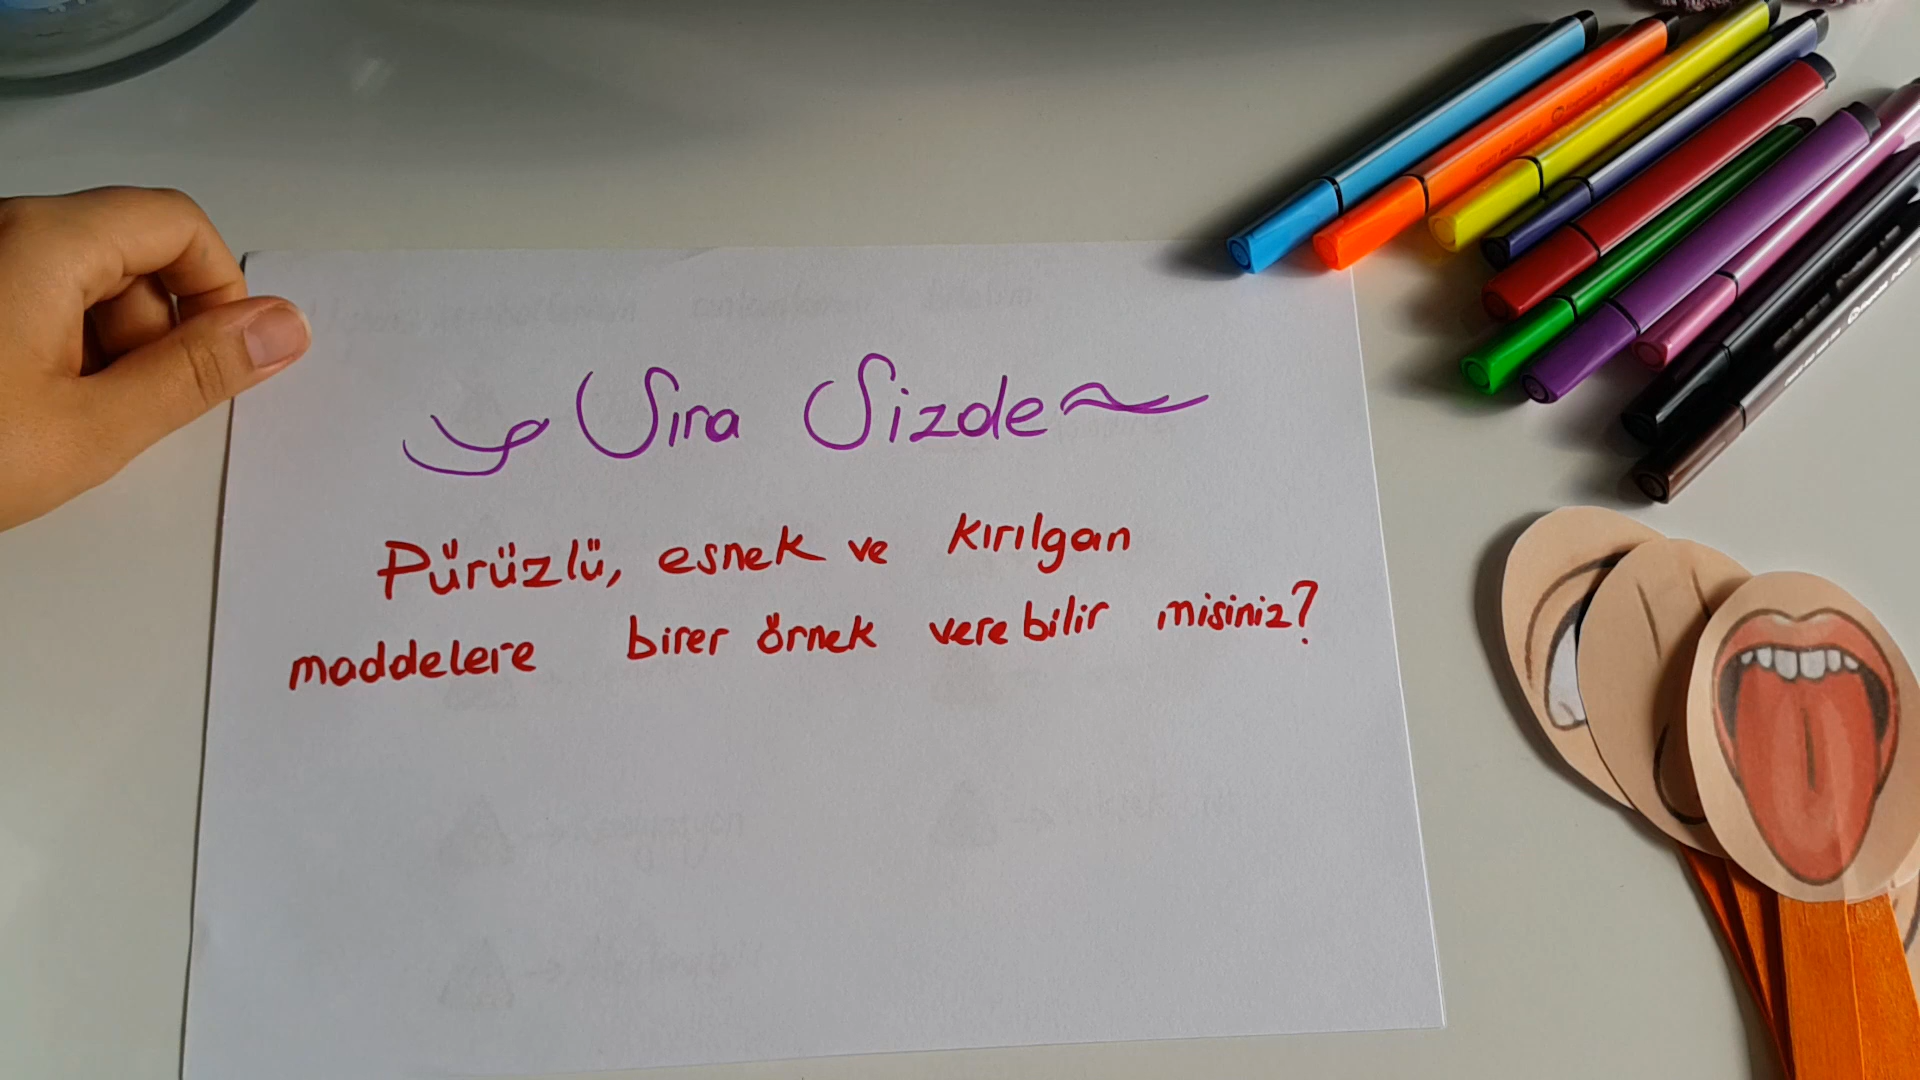 Sıra Sizde
Pürüzlü, esnek ve kırılgan
maddelere birer örnek verebilir misiniz?